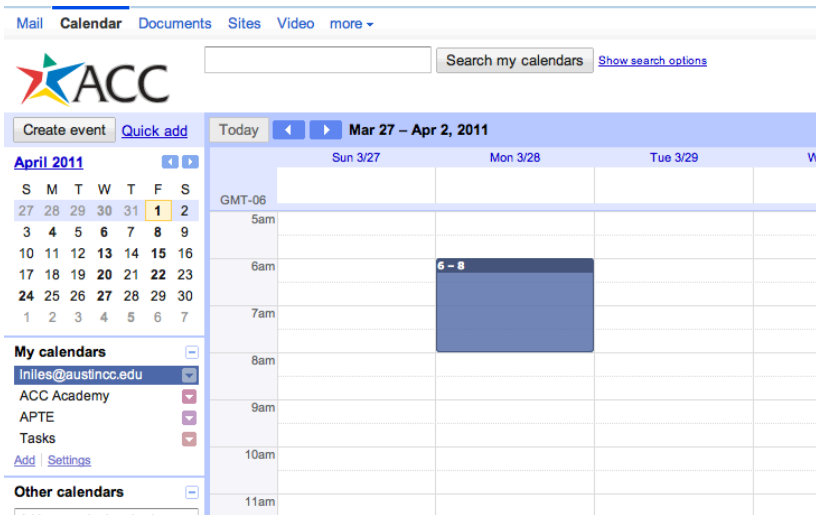 Mail Calendar Documents Sites Video more
ACC
Search my calendars Show search options
Create event Quick add
Today Mar 27 – Apr 2, 2011
April 2011
S M T W T F S
27 28 29 30 31 1 2
3 4 5 6 7 8 9
10 11 12 13 14 15 16
17 18 19 20 21 22 23
24 25 26 27 28 29 30
1 2 3 4 5 6 7
Sun 3/27 Mon 3/28 Tue 3/29 W
GMT-06
5am
6am
6 – 8
7am
8am
9am
10am
11am
My calendars
lniles@austincc.edu
ACC Academy
APTE
Tasks
Add Settings
Other calendars